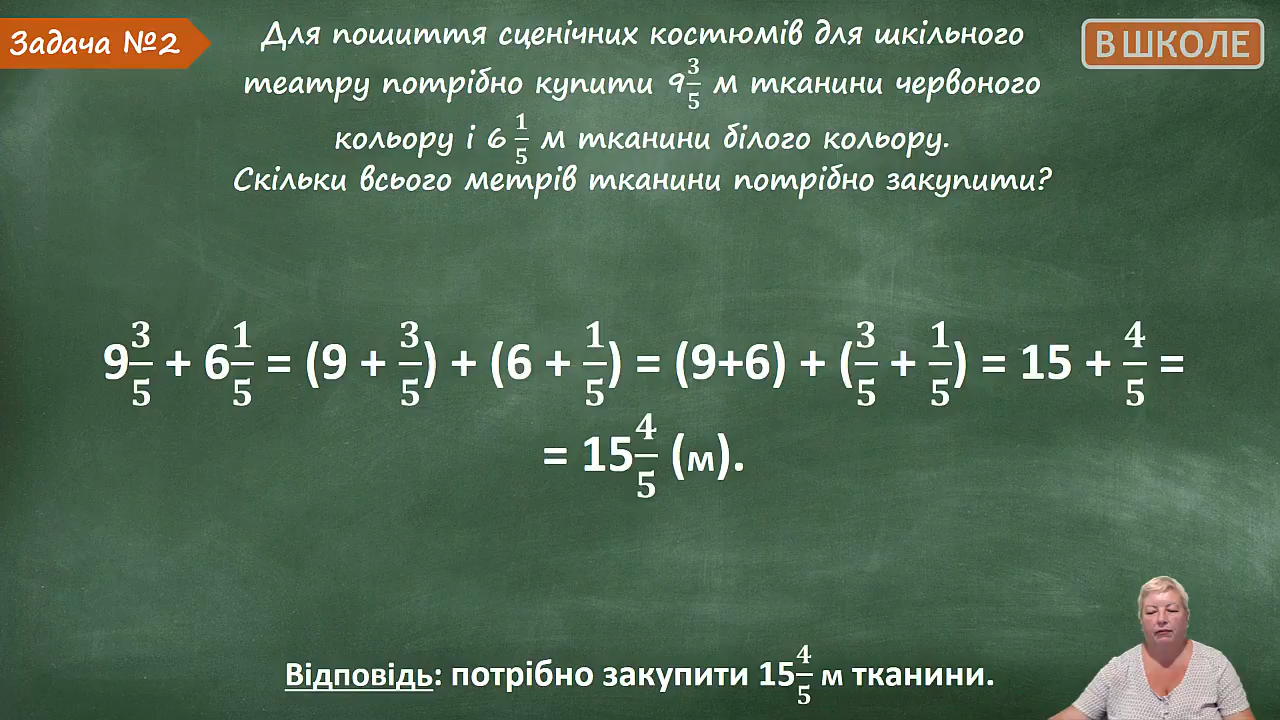 Задача №2
В ШКОЛЕ
Для пошиття сценічних костюмів для шкільного
театру потрібно купити 9 3/5 м тканини червоного
кольору і 6 1/5 м тканини білого кольору.
Скільки всього метрів тканини потрібно закупити?
9 3/5 + 6 1/5 = (9 + 3/5) + (6 + 1/5) = (9+6) + (3/5 + 1/5) = 15 + 4/5 =
= 15 4/5 (м).
Відповідь: потрібно закупити 15 4/5 м тканини.